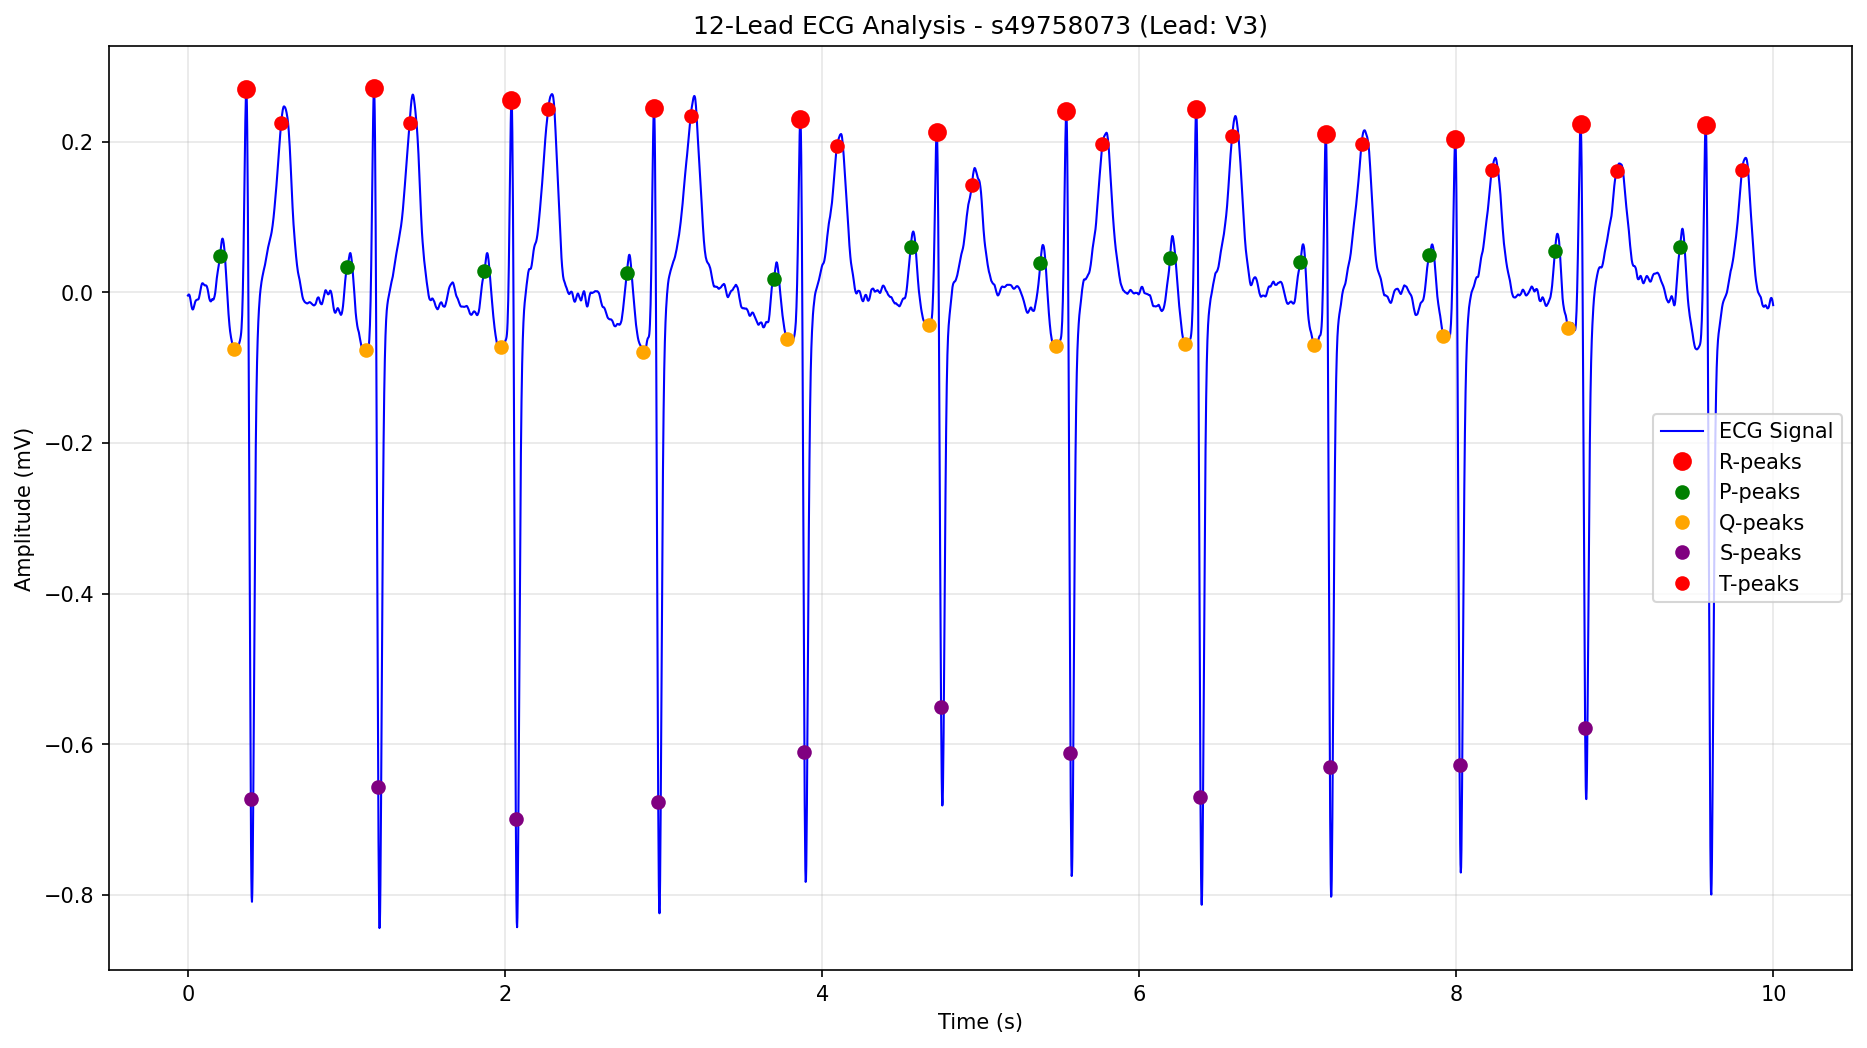 12-Lead ECG Analysis - s49758073 (Lead: V3)
Amplitude (mV)
0.2
0.0
−0.2
−0.4
−0.6
−0.8
ECG Signal
R-peaks
P-peaks
Q-peaks
S-peaks
T-peaks
0 2 4 6 8 10
Time (s)